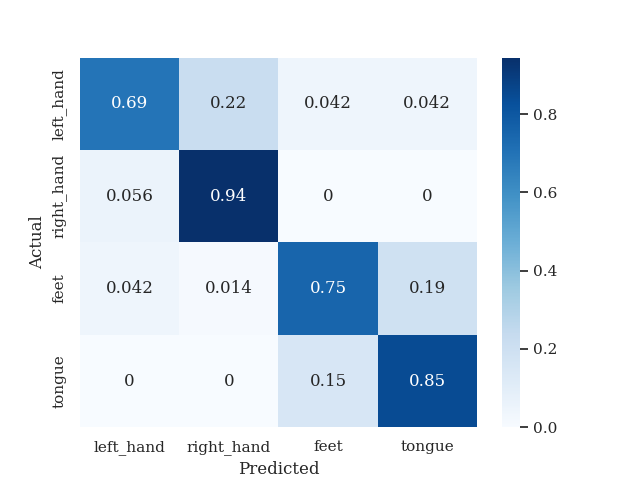 left_hand
0.69 0.22 0.042 0.042
right_hand
0.056 0.94 0 0
feet
0.042 0.014 0.75 0.19
tongue
0 0 0.15 0.85
Actual
left_hand right_hand feet tongue
Predicted
0.8
0.6
0.4
0.2
0.0